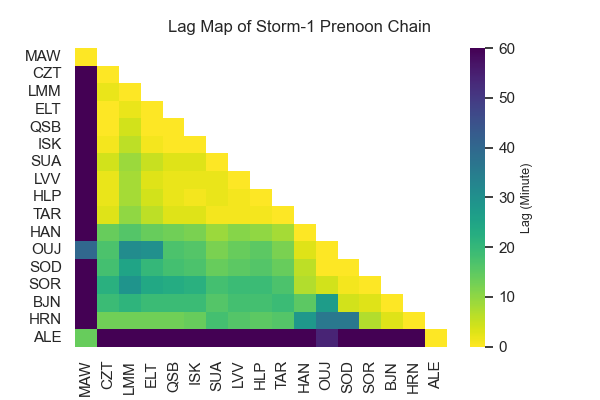 Lag Map of Storm-1 Prenoon Chain
MAW
CZT
LMM
ELT
QSB
ISK
SUA
LVV
HLP
TAR
HAN
OUJ
SOD
SOR
BJN
HRN
ALE
MAW CZT LMM ELT QSB ISK SUA LVV HLP TAR HAN OUJ SOD SOR BJN HRN ALE
60
50
40
30
20
10
0
Lag (Minute)